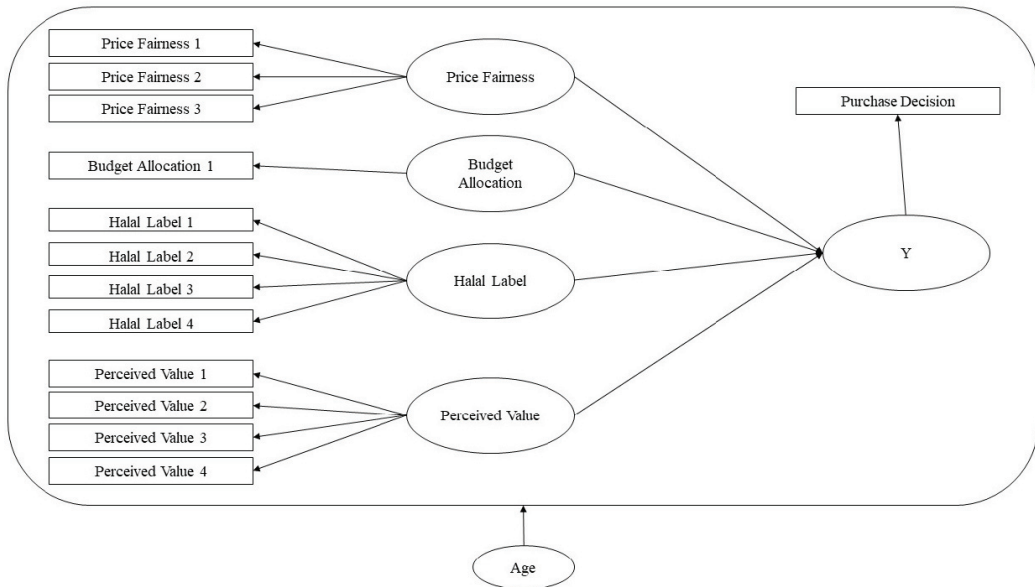 Price Fairness 1
Price Fairness 2
Price Fairness 3
Price Fairness
Purchase Decision
Budget Allocation 1
Budget
Allocation
Halal Label 1
Halal Label 2
Halal Label 3
Halal Label 4
Halal Label
Y
Perceived Value 1
Perceived Value 2
Perceived Value 3
Perceived Value 4
Perceived Value
Age